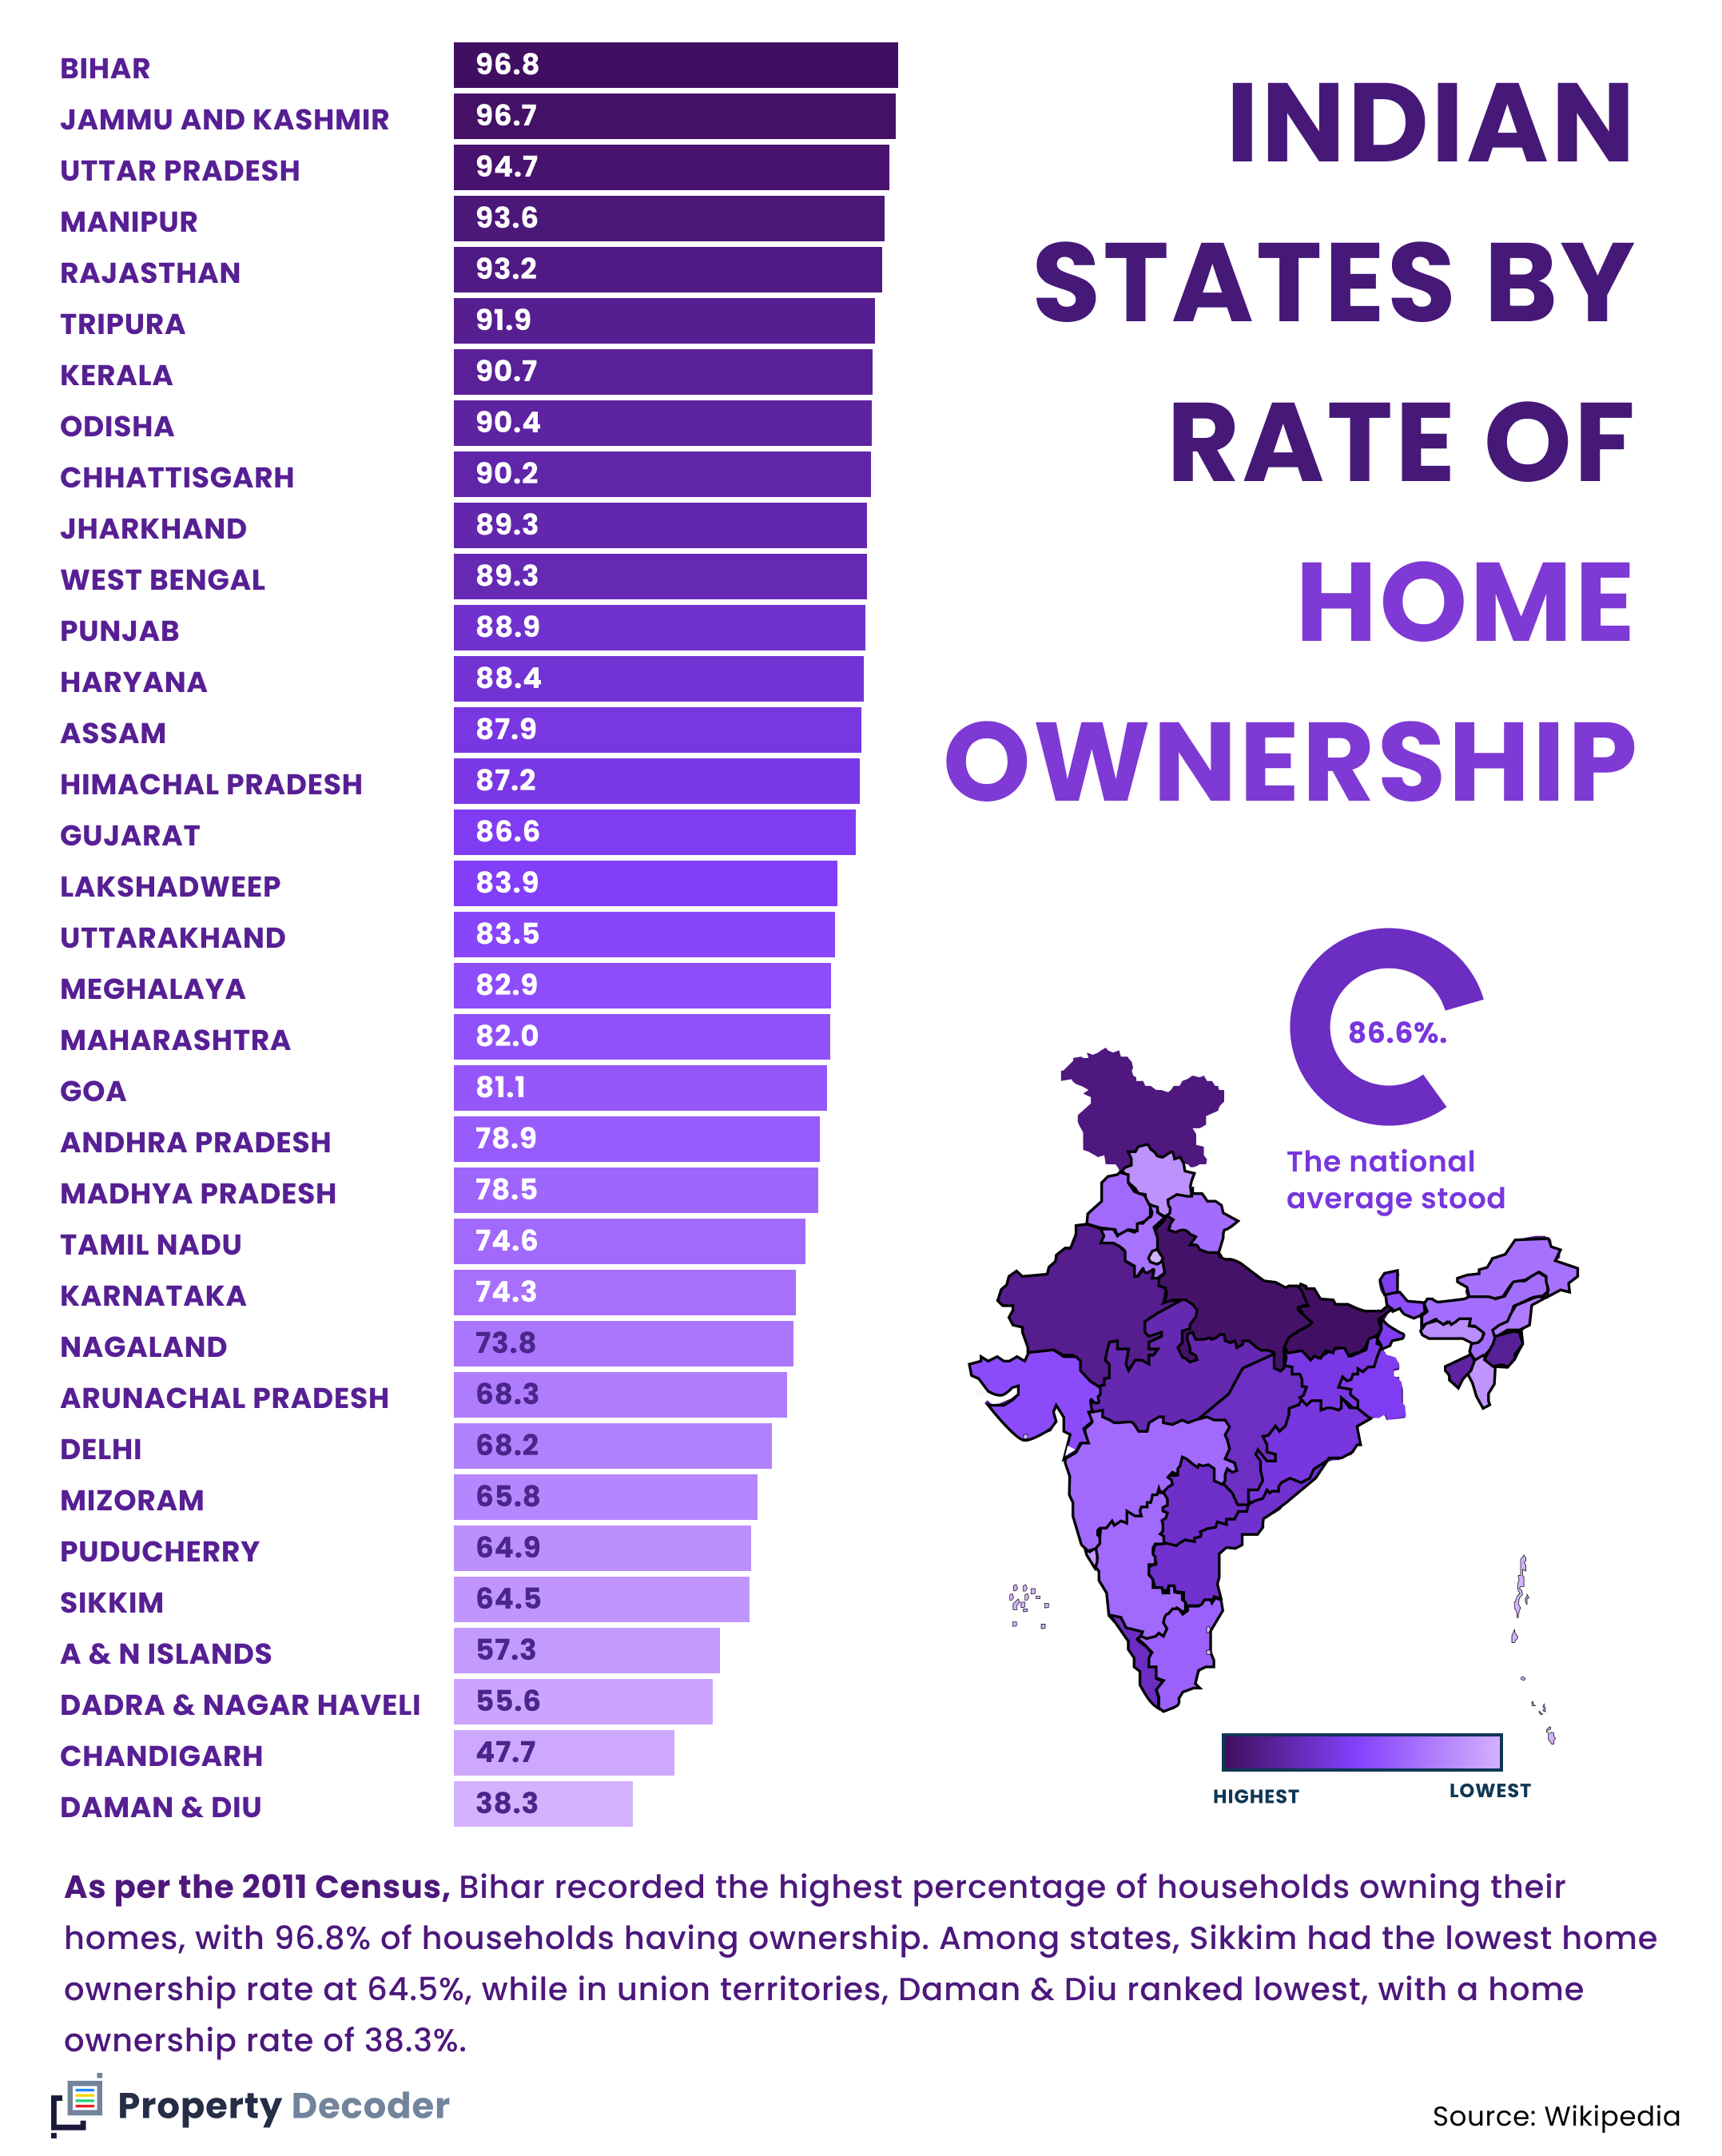 INDIAN
STATES BY
RATE OF
HOME
OWNERSHIP
BIHAR 96.8
JAMMU AND KASHMIR 96.7
UTTAR PRADESH 94.7
MANIPUR 93.6
RAJASTHAN 93.2
TRIPURA 91.9
KERALA 90.7
ODISHA 90.4
CHHATTISGARH 90.2
JHARKHAND 89.3
WEST BENGAL 89.3
PUNJAB 88.9
HARYANA 88.4
ASSAM 87.9
HIMACHAL PRADESH 87.2
GUJARAT 86.6
LAKSHADWEEP 83.9
UTTARAKHAND 83.5
MEGHALAYA 82.9
MAHARASHTRA 82.0
GOA 81.1
ANDHRA PRADESH 78.9
MADHYA PRADESH 78.5
TAMIL NADU 74.6
KARNATAKA 74.3
NAGALAND 73.8
ARUNACHAL PRADESH 68.3
DELHI 68.2
MIZORAM 65.8
PUDUCHERRY 64.9
SIKKIM 64.5
A & N ISLANDS 57.3
DADRA & NAGAR HAVELI 55.6
CHANDIGARH 47.7
DAMAN & DIU 38.3
86.6%.
The national
average stood
HIGHEST
LOWEST
As per the 2011 Census, Bihar recorded the highest percentage of households owning their
homes, with 96.8% of households having ownership. Among states, Sikkim had the lowest home
ownership rate at 64.5%, while in union territories, Daman & Diu ranked lowest, with a home
ownership rate of 38.3%.
Property Decoder
Source: Wikipedia